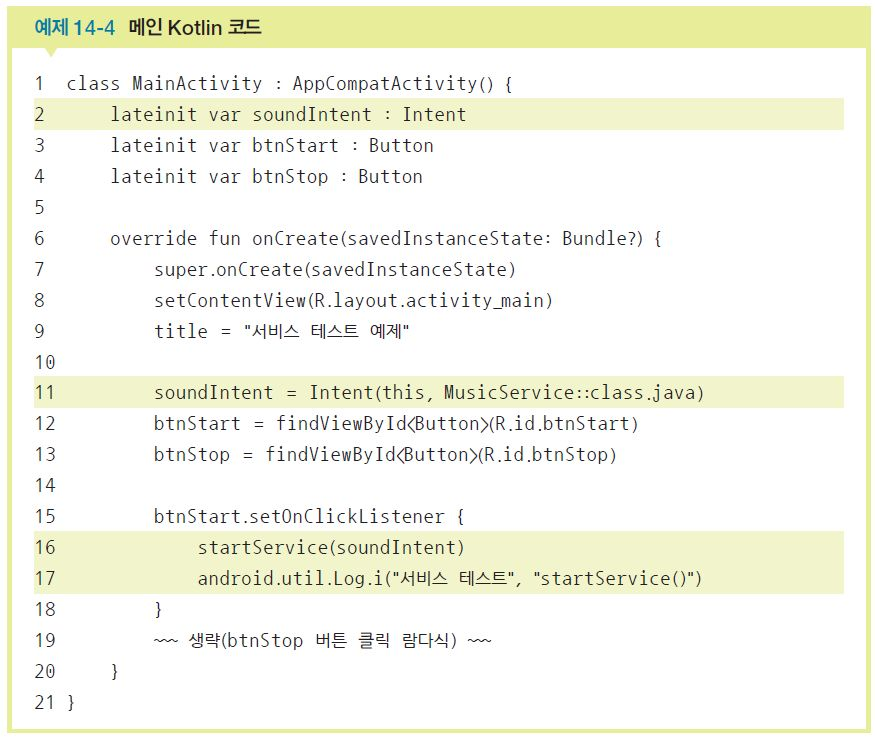 예제 14-4 메인 Kotlin 코드
1 class MainActivity : AppCompatActivity() {
2     lateinit var soundIntent : Intent
3     lateinit var btnStart : Button
4     lateinit var btnStop : Button
5
6     override fun onCreate(savedInstanceState: Bundle?) {
7         super.onCreate(savedInstanceState)
8         setContentView(R.layout.activity_main)
9         title = "서비스 테스트 예제"
10
11         soundIntent = Intent(this, MusicService::class.java)
12         btnStart = findViewById<Button>(R.id.btnStart)
13         btnStop = findViewById<Button>(R.id.btnStop)
14
15         btnStart.setOnClickListener {
16             startService(soundIntent)
17             android.util.Log.i("서비스 테스트", "startService()")
18         }
19         ~~~ 생략(btnStop 버튼 클릭 람다식) ~~~
20     }
21 }